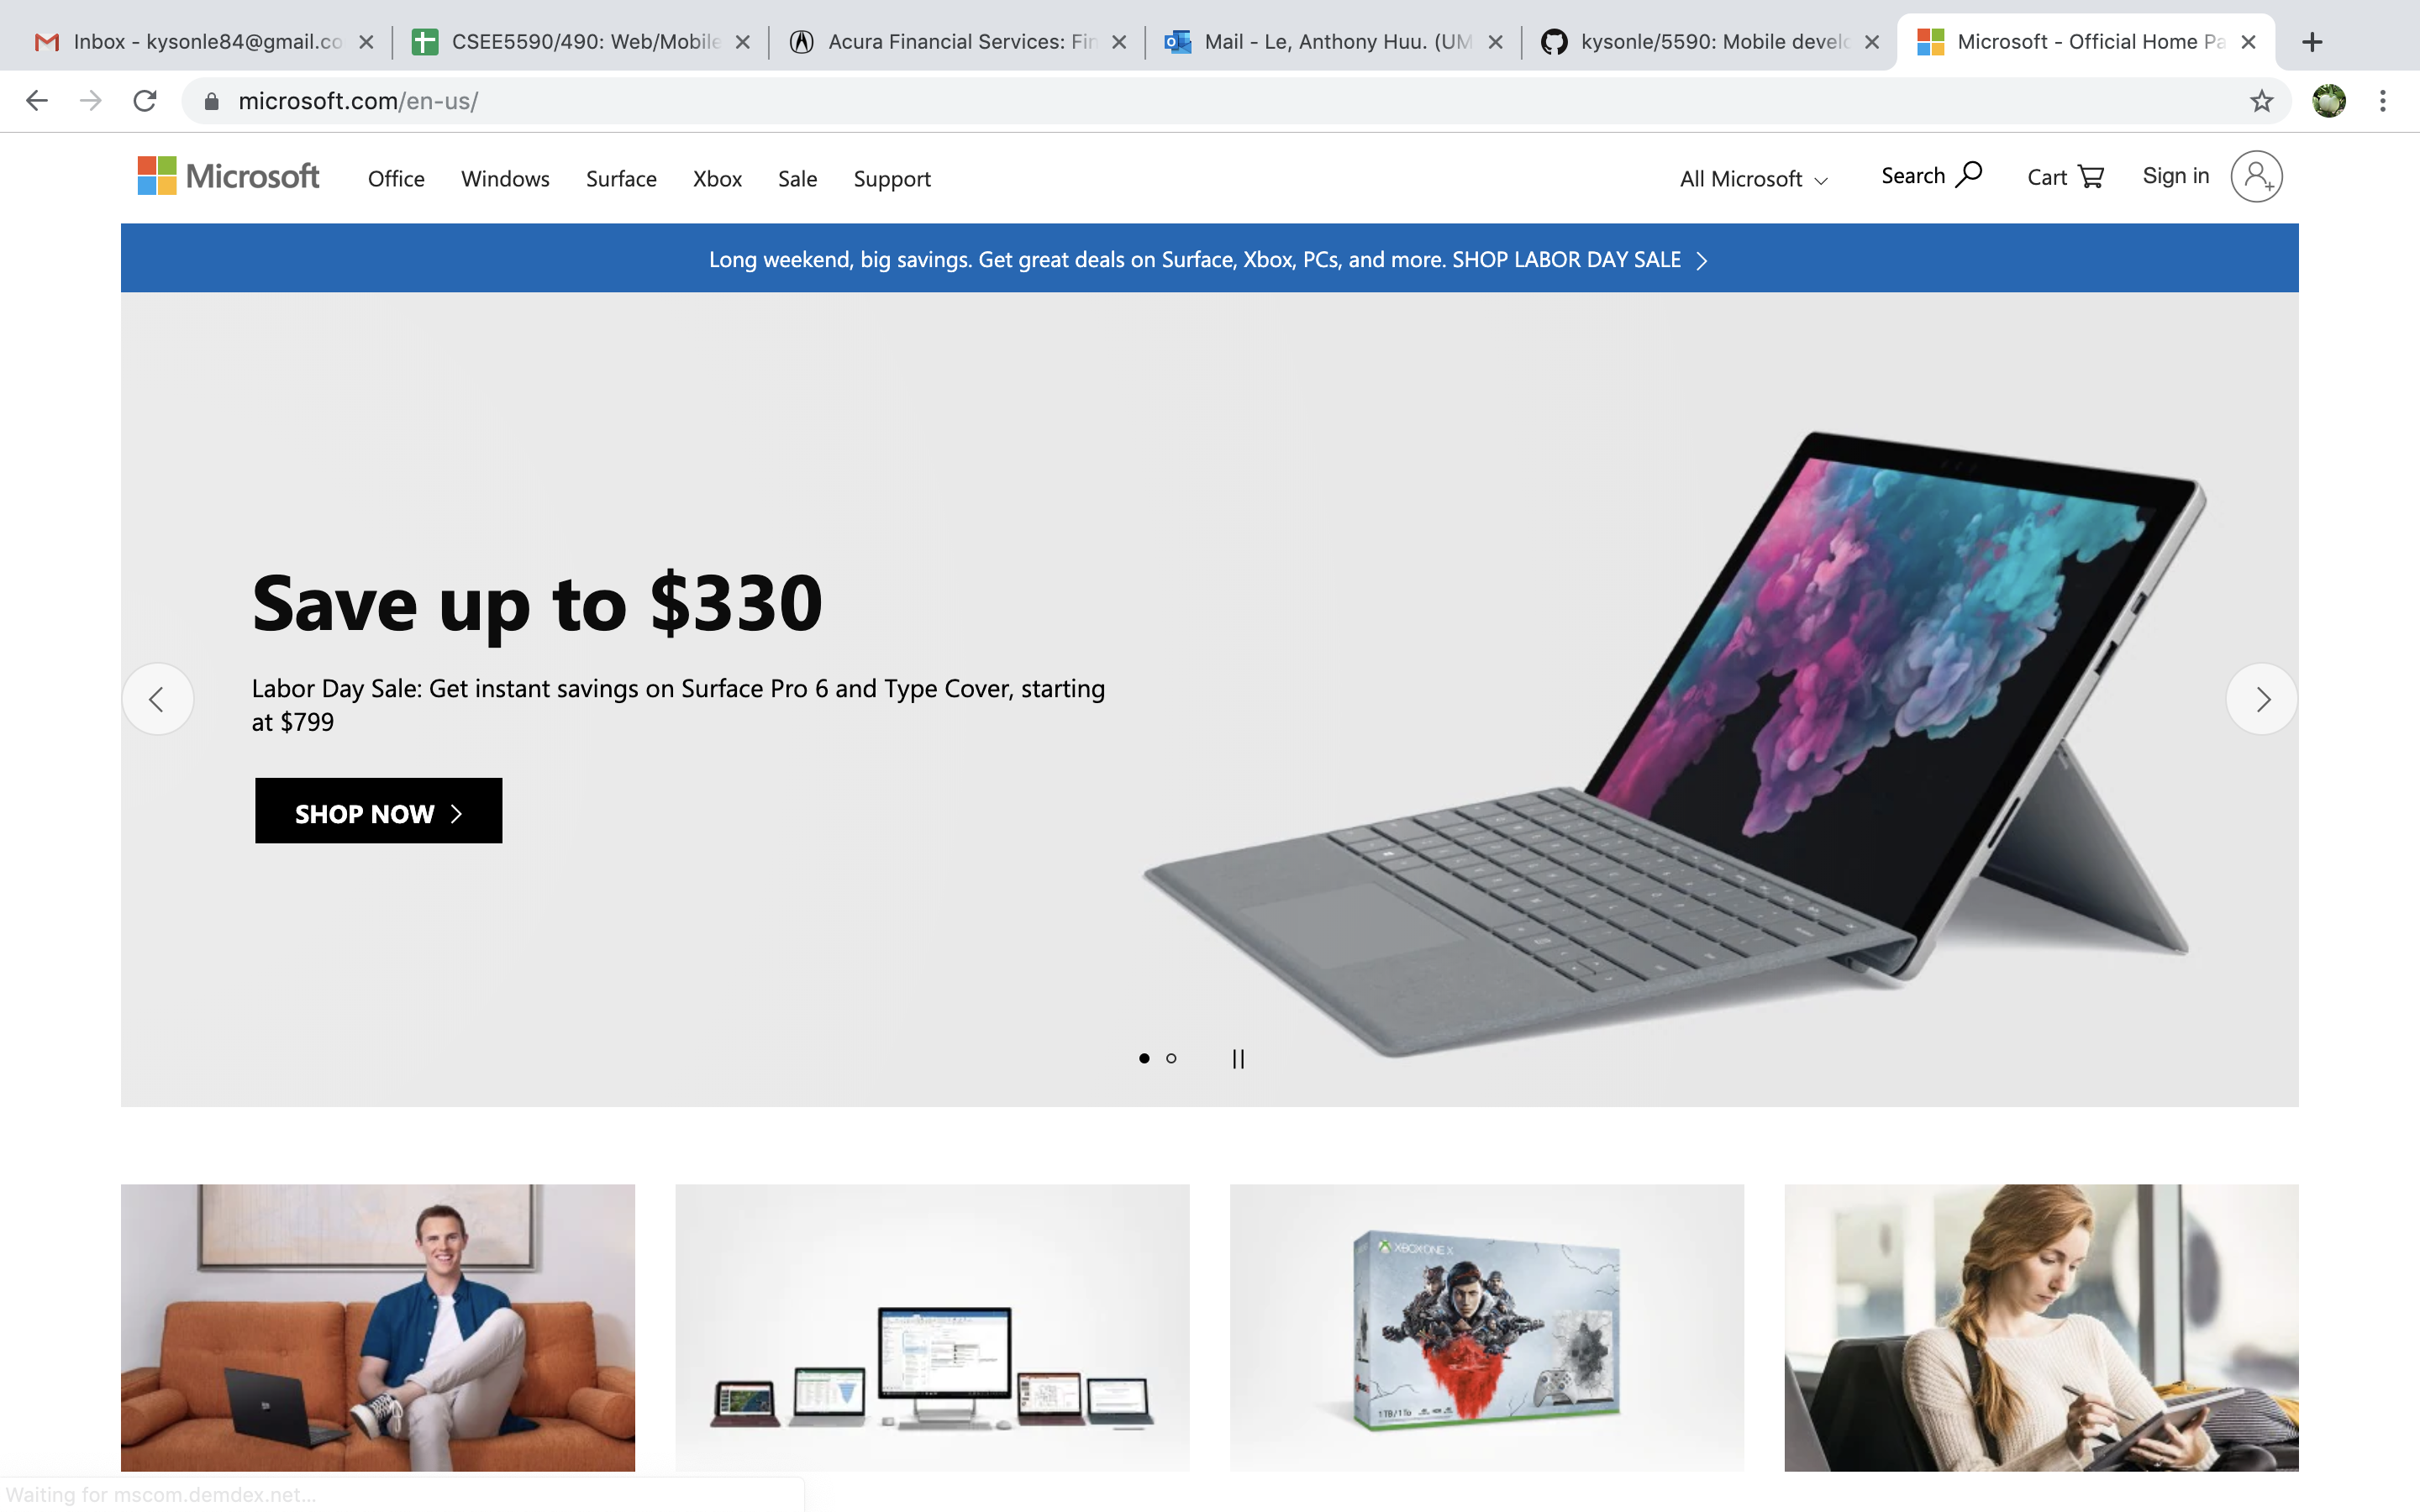 Inbox - kysonle84@gmail.co
CSEE5590/490: Web/Mobile
Acura Financial Services: Fin
Mail - Le, Anthony Huu. (UM
kysonle/5590: Mobile develo
Microsoft - Official Home Pa
microsoft.com/en-us/
Microsoft
Office
Windows
Surface
Xbox
Sale
Support
All Microsoft
Search
Cart
Sign in
Long weekend, big savings. Get great deals on Surface, Xbox, PCs, and more. SHOP LABOR DAY SALE
Save up to $330
Labor Day Sale: Get instant savings on Surface Pro 6 and Type Cover, starting
at $799
SHOP NOW
XBOX ONE X
1TB/1To
Waiting for mscom.demdex.net...